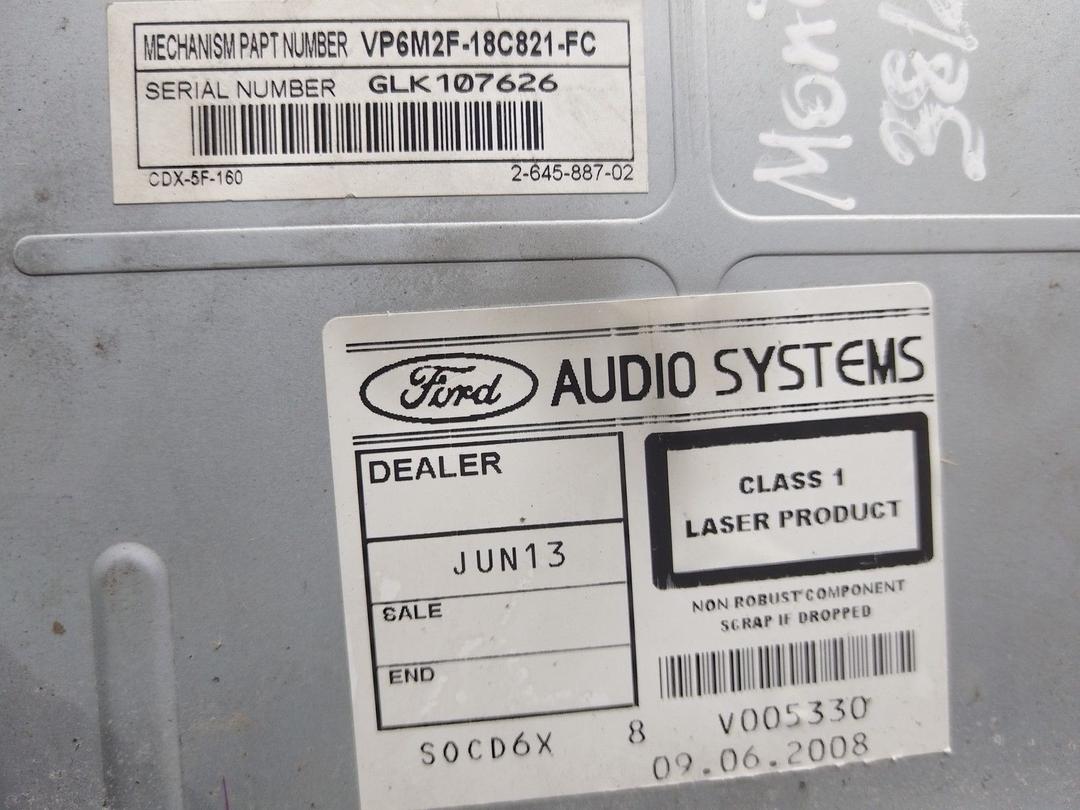 MECHANISM PAPT NUMBER VP6M2F-18C821-FC
SERIAL NUMBER GLK107626
CDX-5F-160 2-645-887-02
Ford AUDIO SYSTEMS
DEALER
JUN13
SALE
END
CLASS 1
LASER PRODUCT
NON ROBUST COMPONENT
SCRAP IF DROPPED
V005330
SOCD6X 8
09.06.2008